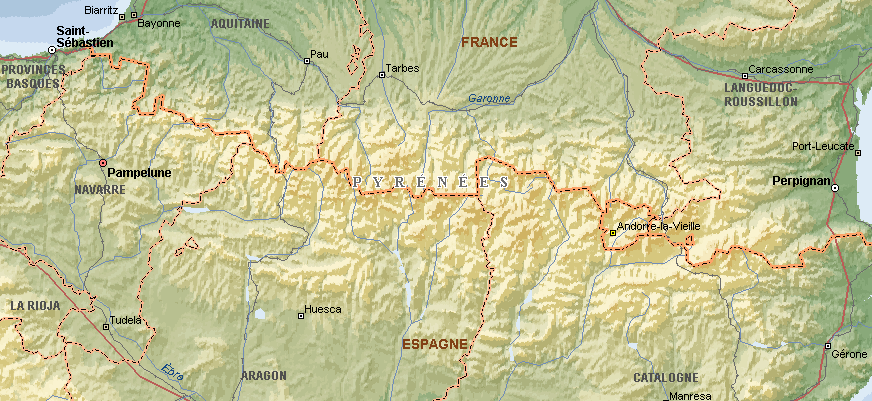 Biarritz
Bayonne
AQUITAINE
FRANCE
Saint-
Sébastien
Pau
Tarbes
PROVINCES
BASQUES
Garonne
Carcassonne
LANGUEDOC-
ROUSSILLON
Port-Leucate
Pampelune
PYRÉNÉES
Perpignan
NAVARRE
Andorre-la-Vieille
LA RIOJA
Tudela
Huesca
ESPAGNE
Gérone
Èbre
ARAGON
CATALOGNE
Manresa